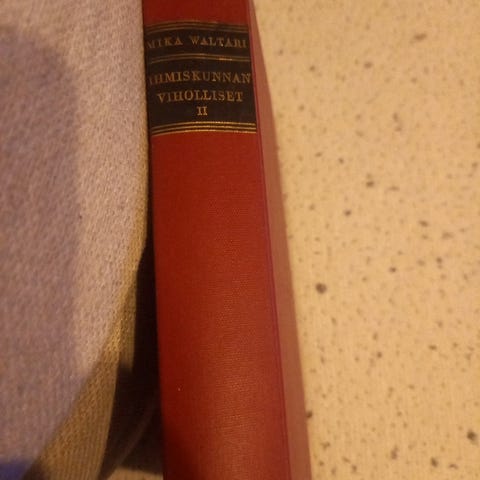 MIKA WALTARI
IHMISKUNNAN
VIHOLLISET
II